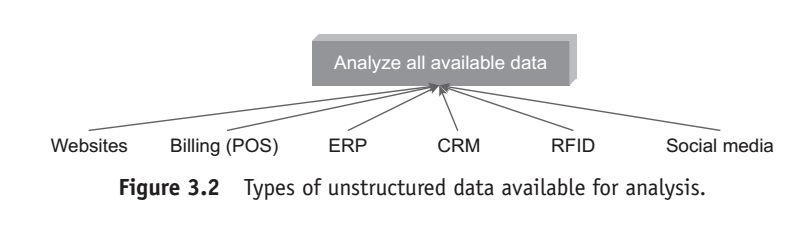 Analyze all available data
Websites Billing (POS) ERP CRM RFID Social media
Figure 3.2 Types of unstructured data available for analysis.